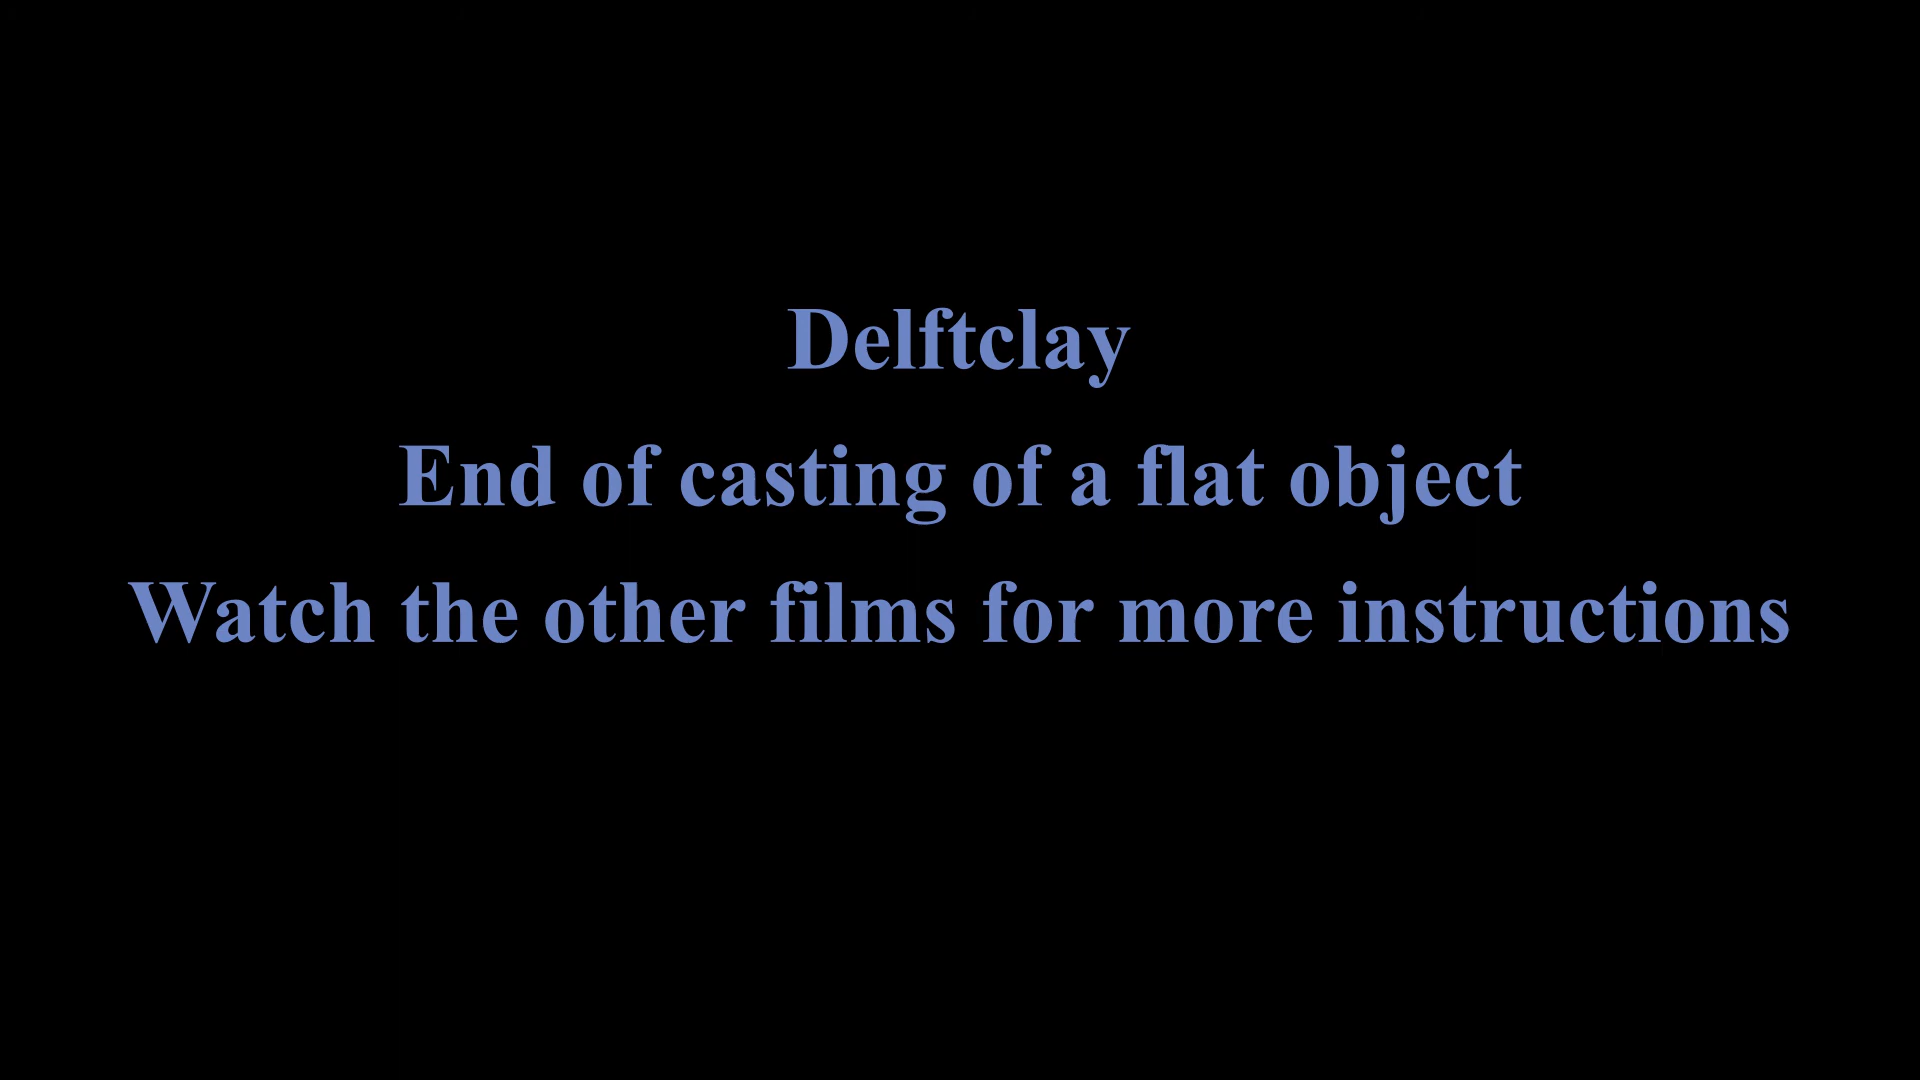 Delftclay
End of casting of a flat object
Watch the other films for more instructions